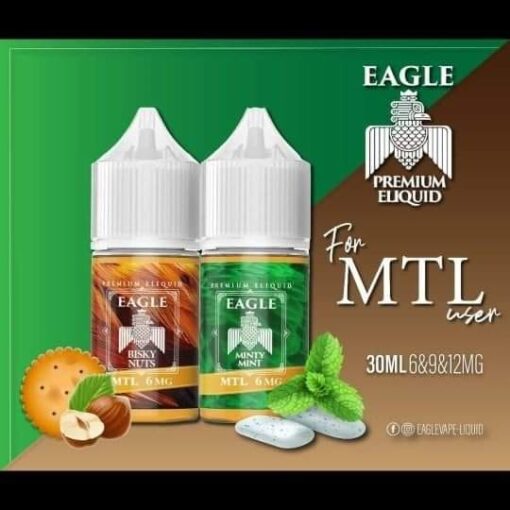 EAGLE
PREMIUM
ELIQUID
For
MTL
user
30ML 6&9&12MG
EAGLEVAPE-LIQUID
PREMIUM ELIQUID
EAGLE
BISKY
NUTS
MTL 6MG
PREMIUM ELIQUID
EAGLE
MINTY
MINT
MTL 6MG